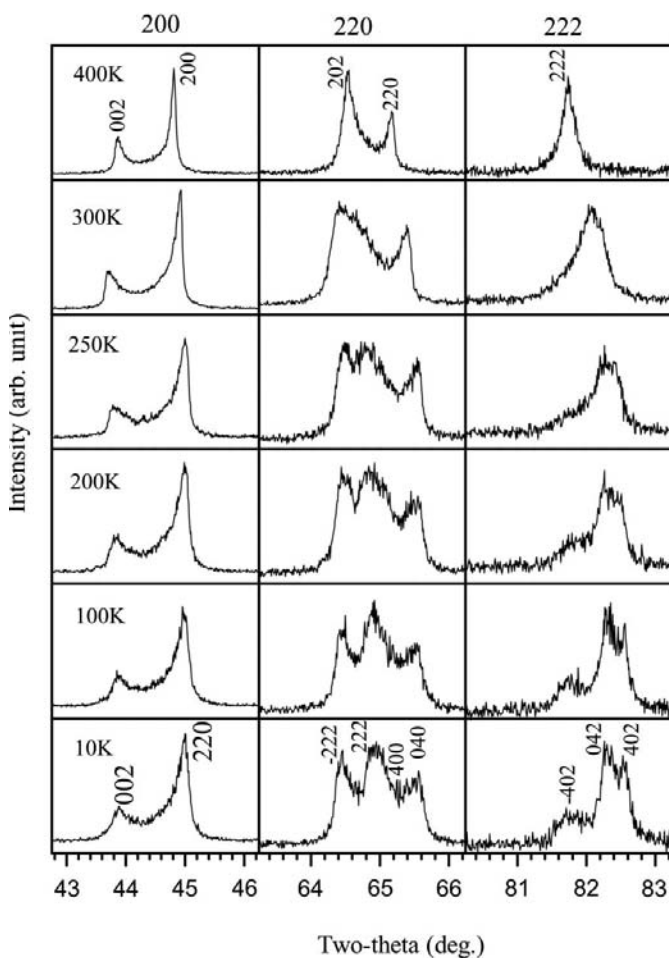 200 220 222
400K
002
200
202
220
222
300K
250K
200K
100K
10K
002
220
-222
222
400
040
-402
042
402
Intensity (arb. unit)
43 44 45 46 64 65 66 81 82 83
Two-theta (deg.)